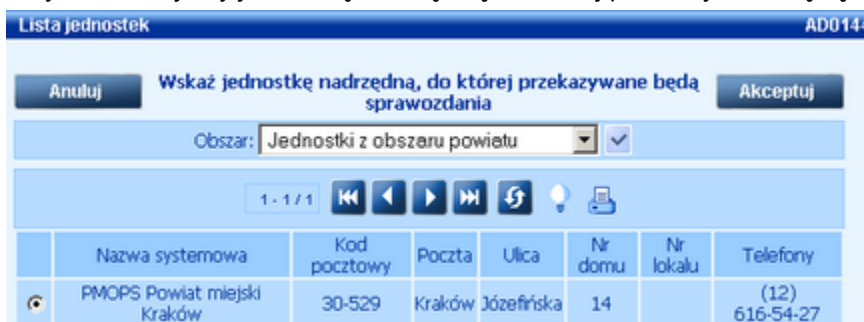 Lista jednostek AD0144
Anuluj
Wskaż jednostkę nadrzędną, do której przekazywane będą
sprawozdania
Akceptuj
Obszar: Jednostki z obszaru powiatu
1 - 1 / 1
Nazwa systemowa Kod pocztowy Poczta Ulica Nr domu Nr lokalu Telefony
PMOPS Powiat miejski Kraków 30-529 Kraków Józefińska 14 (12) 616-54-27